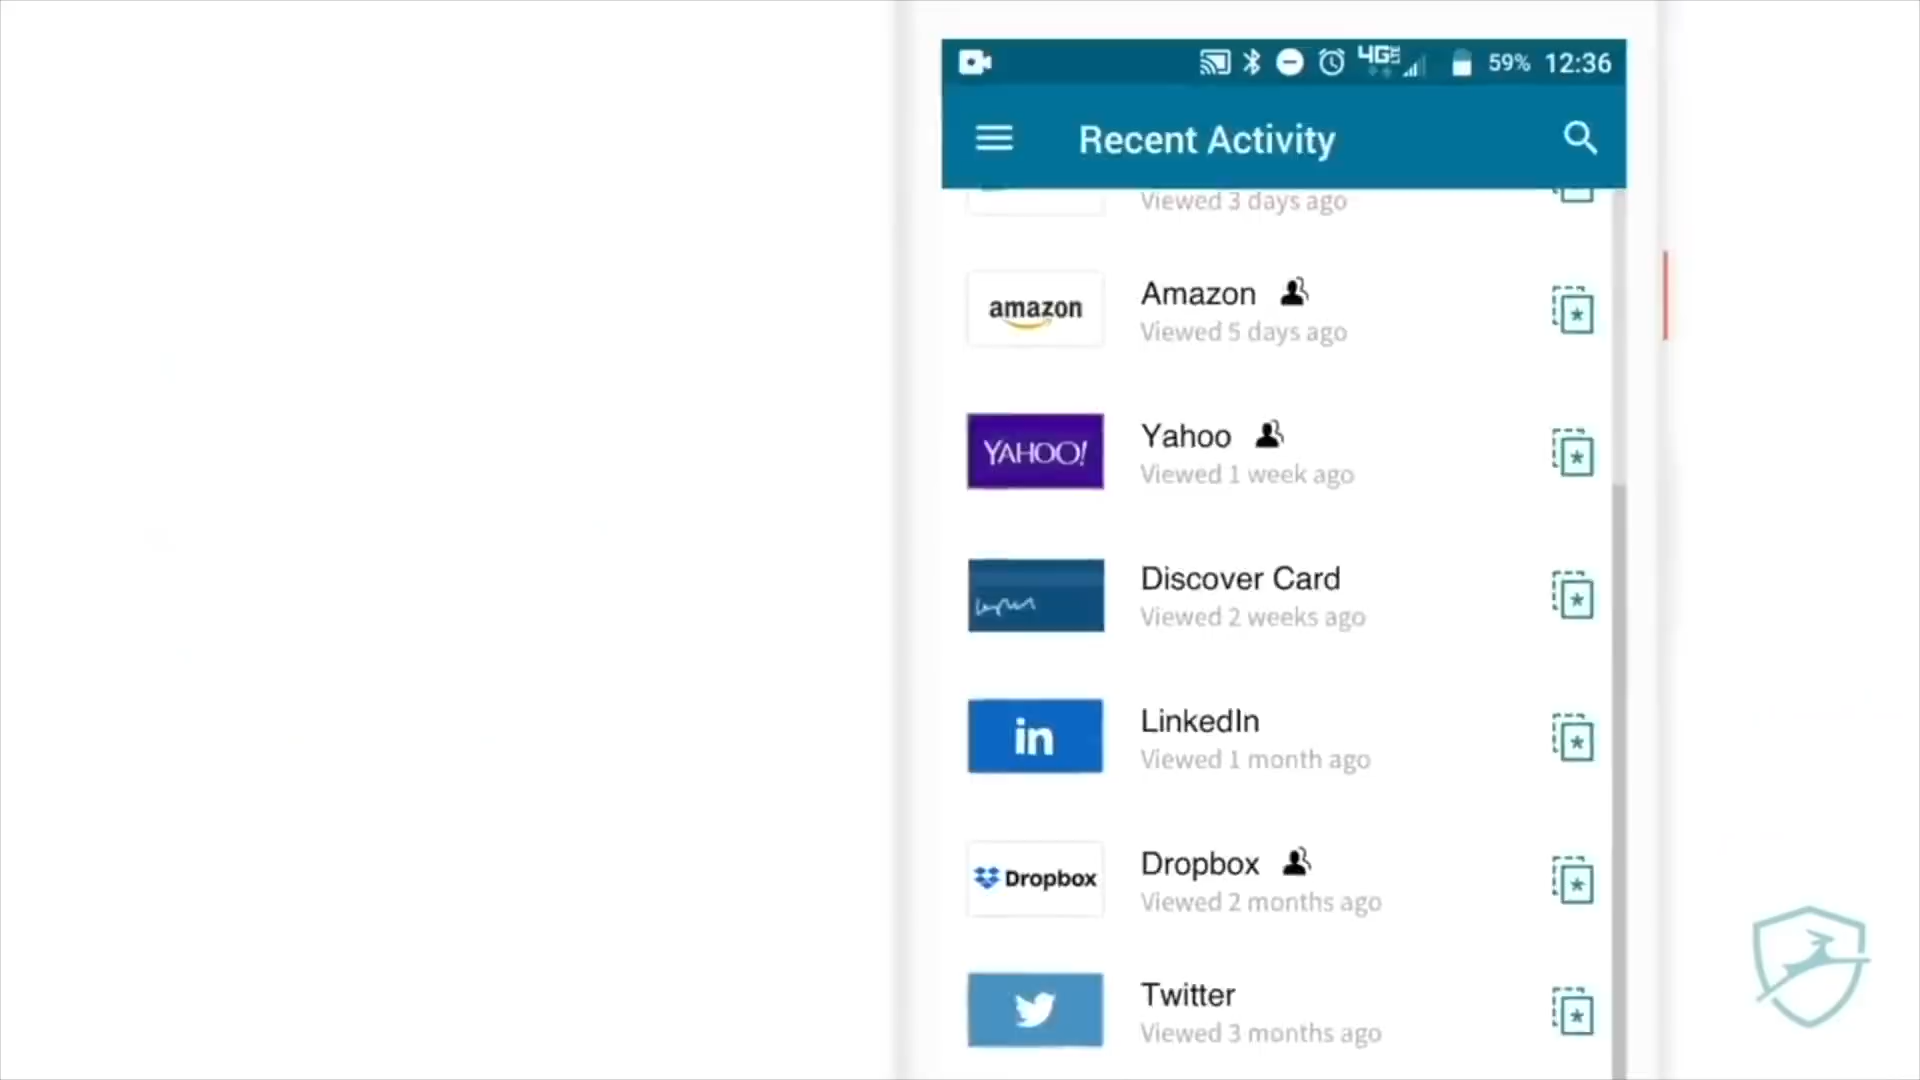 4G LTE 59% 12:36
Recent Activity
Viewed 3 days ago
amazon
Amazon
Viewed 5 days ago
YAHOO!
Yahoo
Viewed 1 week ago
Discover Card
Viewed 2 weeks ago
in
LinkedIn
Viewed 1 month ago
Dropbox
Dropbox
Viewed 2 months ago
Twitter
Viewed 3 months ago